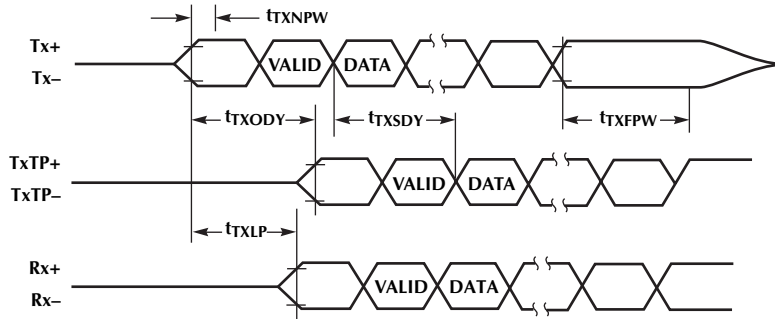 tTXNPW
Tx+
Tx–
VALID
DATA
tTXODY
tTXSDY
tTXFPW
TxTP+
TxTP–
VALID
DATA
tTXLP
Rx+
Rx–
VALID
DATA